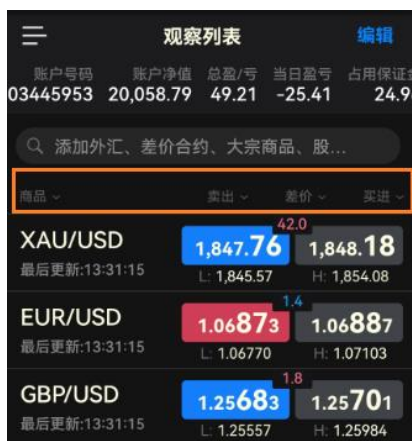 观察列表 编辑
账户号码 账户净值 总盈/亏 当日盈亏 占用保证金
03445953 20,058.79 49.21 -25.41 24.9
添加外汇、差价合约、大宗商品、股...
商品 卖出 差价 买进
42.0
XAU/USD 1,847.76 1,848.18
最后更新:13:31:15 L: 1,845.57 H: 1,854.08
1.4
EUR/USD 1.06873 1.06887
最后更新:13:31:15 L: 1.06770 H: 1.07103
1.8
GBP/USD 1.25683 1.25701
最后更新:13:31:15 L: 1.25557 H: 1.25984